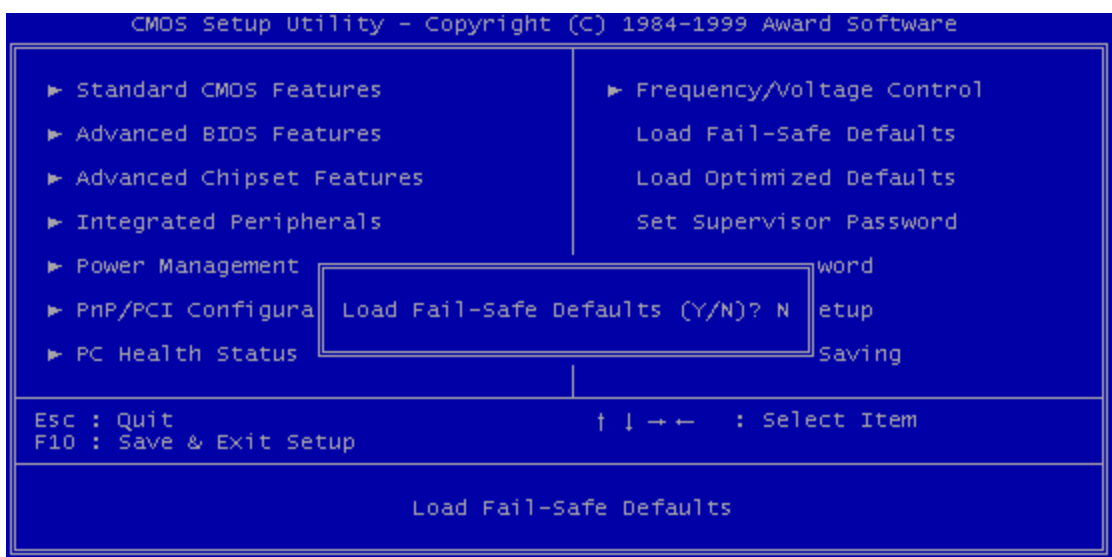 CMOS Setup Utility - Copyright (C) 1984-1999 Award Software
► Standard CMOS Features
► Advanced BIOS Features
► Advanced Chipset Features
► Integrated Peripherals
► Power Management
► PnP/PCI Configura
► PC Health Status
► Frequency/Voltage Control
Load Fail-Safe Defaults
Load Optimized Defaults
Set Supervisor Password
word
etup
Saving
Load Fail-Safe Defaults (Y/N)? N
Esc : Quit
F10 : Save & Exit Setup
↑ ↓ → ← : Select Item
Load Fail-Safe Defaults